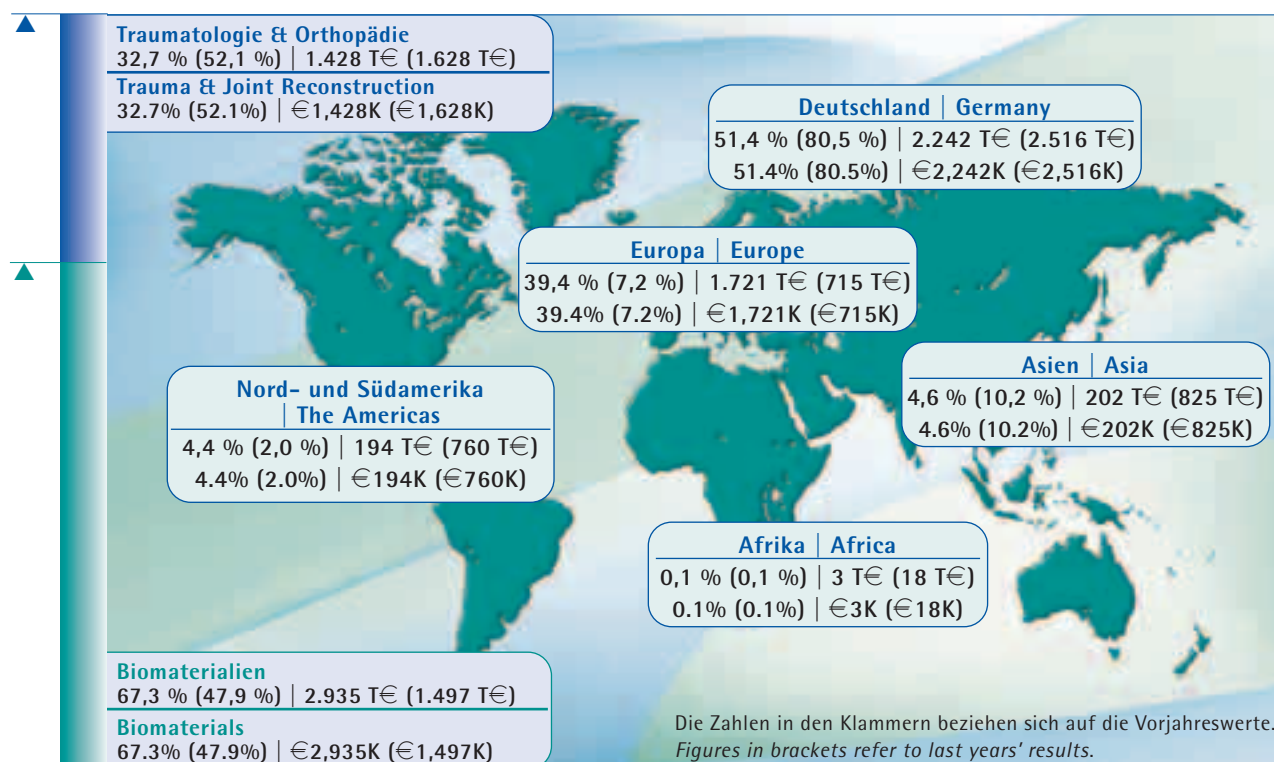 Traumatologie & Orthopädie
32,7 % (52,1 %) | 1.428 T€ (1.628 T€)
Trauma & Joint Reconstruction
32.7% (52.1%) | €1,428K (€1,628K)
Deutschland | Germany
51,4 % (80,5 %) | 2.242 T€ (2.516 T€)
51.4% (80.5%) | €2,242K (€2,516K)
Europa | Europe
39,4 % (7,2 %) | 1.721 T€ (715 T€)
39.4% (7.2%) | €1,721K (€715K)
Asien | Asia
4,6 % (10,2 %) | 202 T€ (825 T€)
4.6% (10.2%) | €202K (€825K)
Nord- und Südamerika
| The Americas
4,4 % (2,0 %) | 194 T€ (760 T€)
4.4% (2.0%) | €194K (€760K)
Afrika | Africa
0,1 % (0,1 %) | 3 T€ (18 T€)
0.1% (0.1%) | €3K (€18K)
Biomaterialien
67,3 % (47,9 %) | 2.935 T€ (1.497 T€)
Biomaterials
67.3% (47.9%) | €2,935K (€1,497K)
Die Zahlen in den Klammern beziehen sich auf die Vorjahreswerte.
Figures in brackets refer to last years' results.